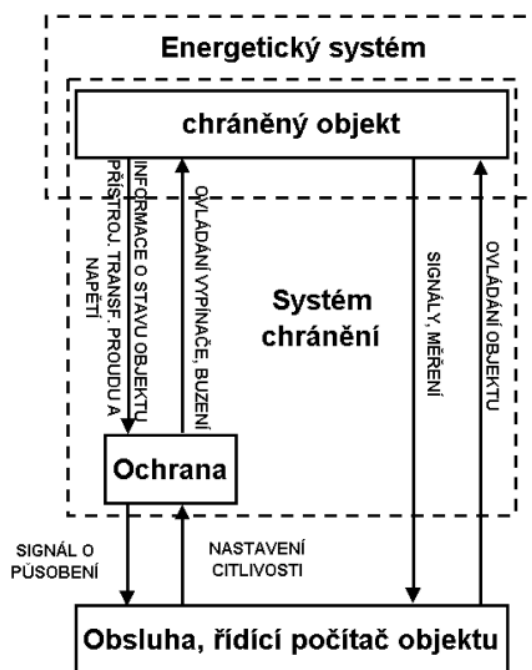 Energetický systém
chráněný objekt
INFORMACE O STAVU OBJEKTU
PŘÍSTROJ. TRANSF. PROUDU A
NAPĚTÍ
OVLÁDÁNÍ VYPÍNAČE, BUZENÍ
Systém
chránění
SIGNÁLY, MĚŘENÍ
OVLÁDÁNÍ OBJEKTU
Ochrana
SIGNÁL O
PŮSOBENÍ
NASTAVENÍ
CITLIVOSTI
Obsluha, řídící počítač objektu